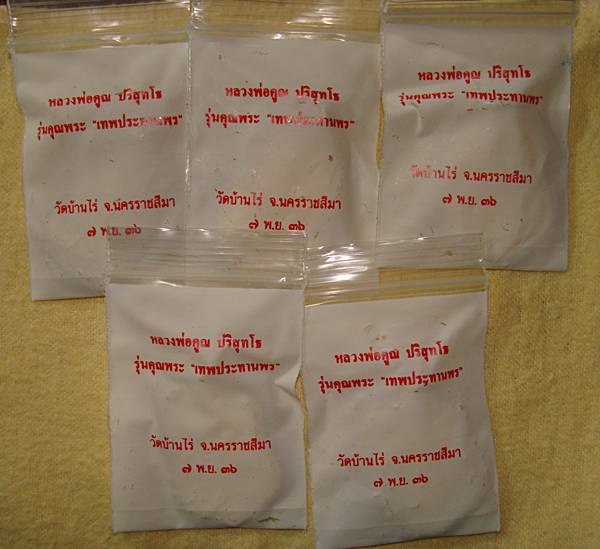 หลวงพ่อคูณ ปริสุทโธ
รุ่นคุณพระ "เทพประทานพร"
วัดบ้านไร่ จ.นครราชสีมา
๗ พ.ย. ๓๖
หลวงพ่อคูณ ปริสุทโธ
รุ่นคุณพระ "เทพประทานพร"
วัดบ้านไร่ จ.นครราชสีมา
๗ พ.ย. ๓๖
หลวงพ่อคูณ ปริสุทโธ
รุ่นคุณพระ "เทพประทานพร"
วัดบ้านไร่ จ.นครราชสีมา
๗ พ.ย. ๓๖
หลวงพ่อคูณ ปริสุทโธ
รุ่นคุณพระ "เทพประทานพร"
วัดบ้านไร่ จ.นครราชสีมา
๗ พ.ย. ๓๖
หลวงพ่อคูณ ปริสุทโธ
รุ่นคุณพระ "เทพประทานพร"
วัดบ้านไร่ จ.นครราชสีมา
๗ พ.ย. ๓๖